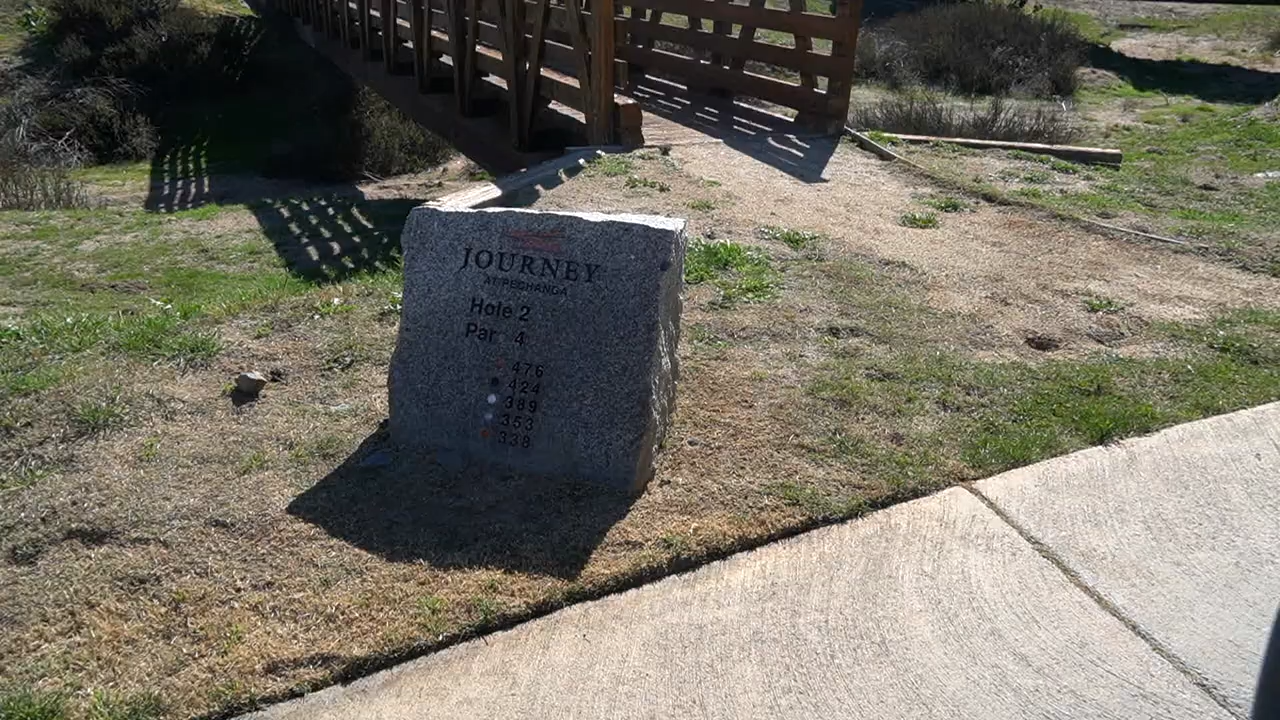 JOURNEY
AT PECHANGA
Hole 2
Par 4
476
424
389
353
338